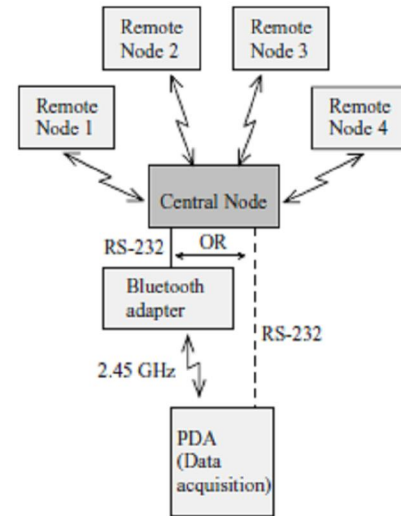 Remote
Node 2
Remote
Node 3
Remote
Node 1
Remote
Node 4
Central Node
RS-232
OR
Bluetooth
adapter
RS-232
2.45 GHz
PDA
(Data
acquisition)